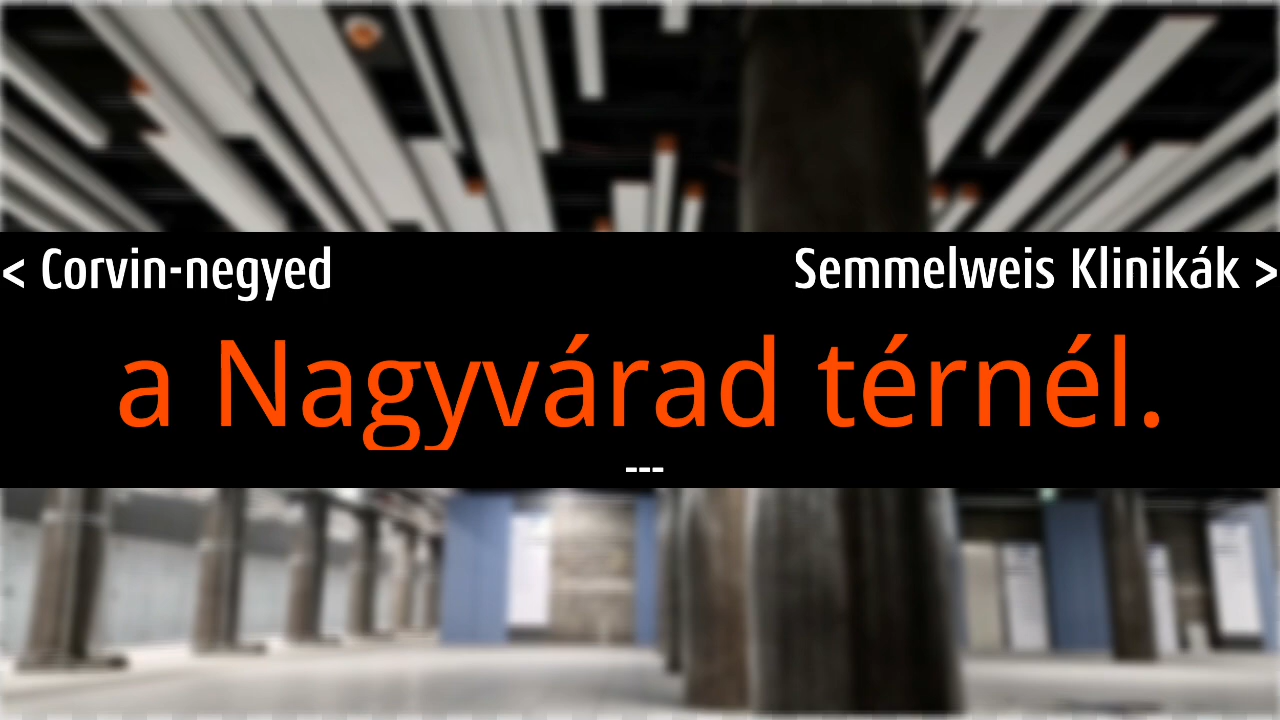 < Corvin-negyed Semmelweis Klinikák >
a Nagyvárad térnél.
---